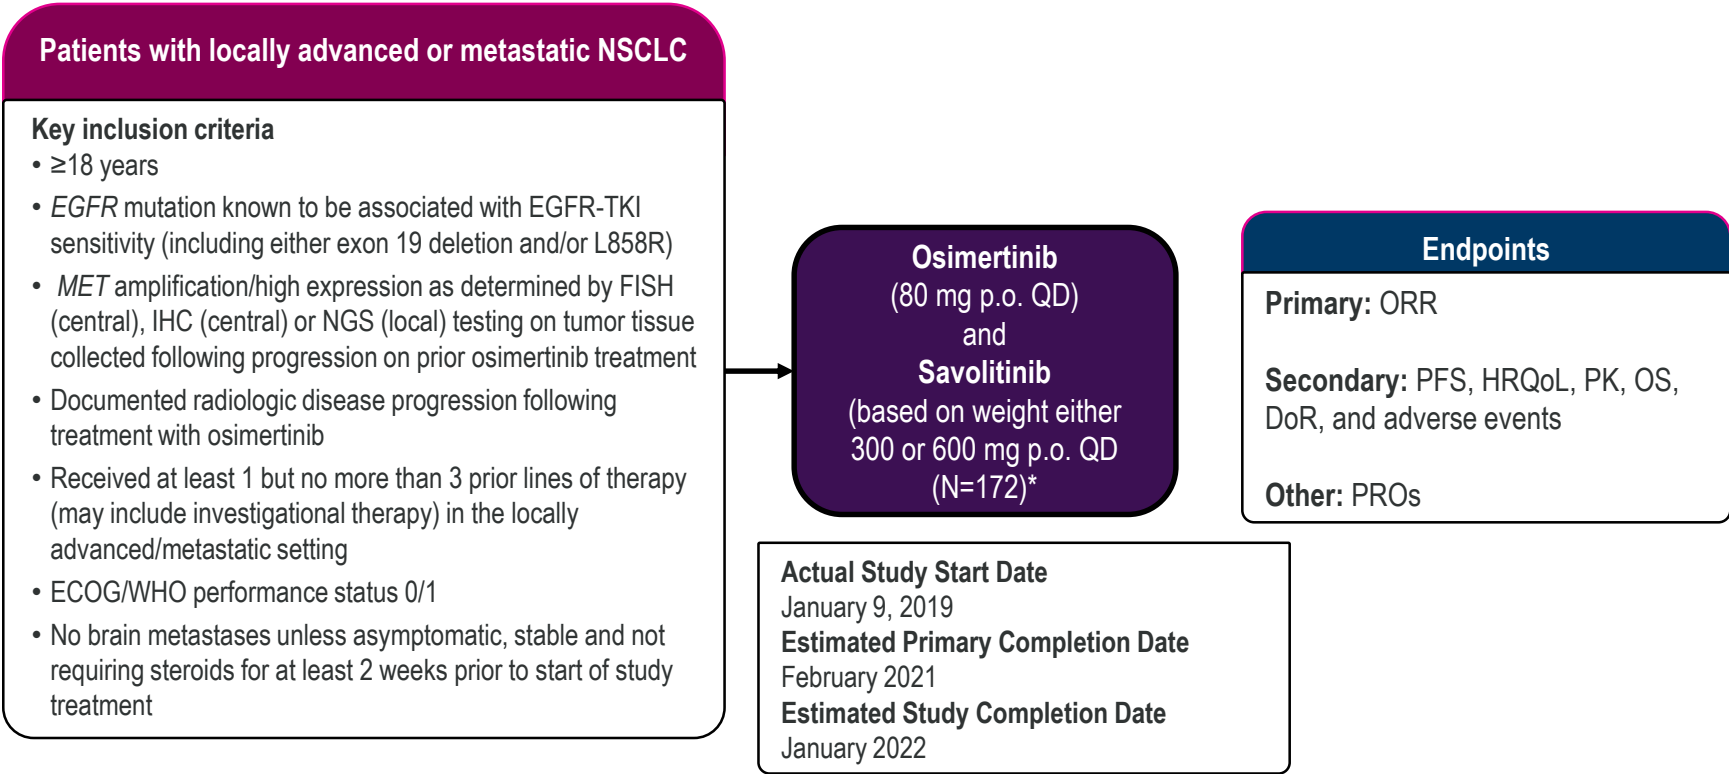 Patients with locally advanced or metastatic NSCLC
Key inclusion criteria
• ≥18 years
• EGFR mutation known to be associated with EGFR-TKI
sensitivity (including either exon 19 deletion and/or L858R)
• MET amplification/high expression as determined by FISH
(central), IHC (central) or NGS (local) testing on tumor tissue
collected following progression on prior osimertinib treatment
• Documented radiologic disease progression following
treatment with osimertinib
• Received at least 1 but no more than 3 prior lines of therapy
(may include investigational therapy) in the locally
advanced/metastatic setting
• ECOG/WHO performance status 0/1
• No brain metastases unless asymptomatic, stable and not
requiring steroids for at least 2 weeks prior to start of study
treatment
Osimertinib
(80 mg p.o. QD)
and
Savolitinib
(based on weight either
300 or 600 mg p.o. QD
(N=172)*
Actual Study Start Date
January 9, 2019
Estimated Primary Completion Date
February 2021
Estimated Study Completion Date
January 2022
Endpoints
Primary: ORR
Secondary: PFS, HRQoL, PK, OS,
DoR, and adverse events
Other: PROs